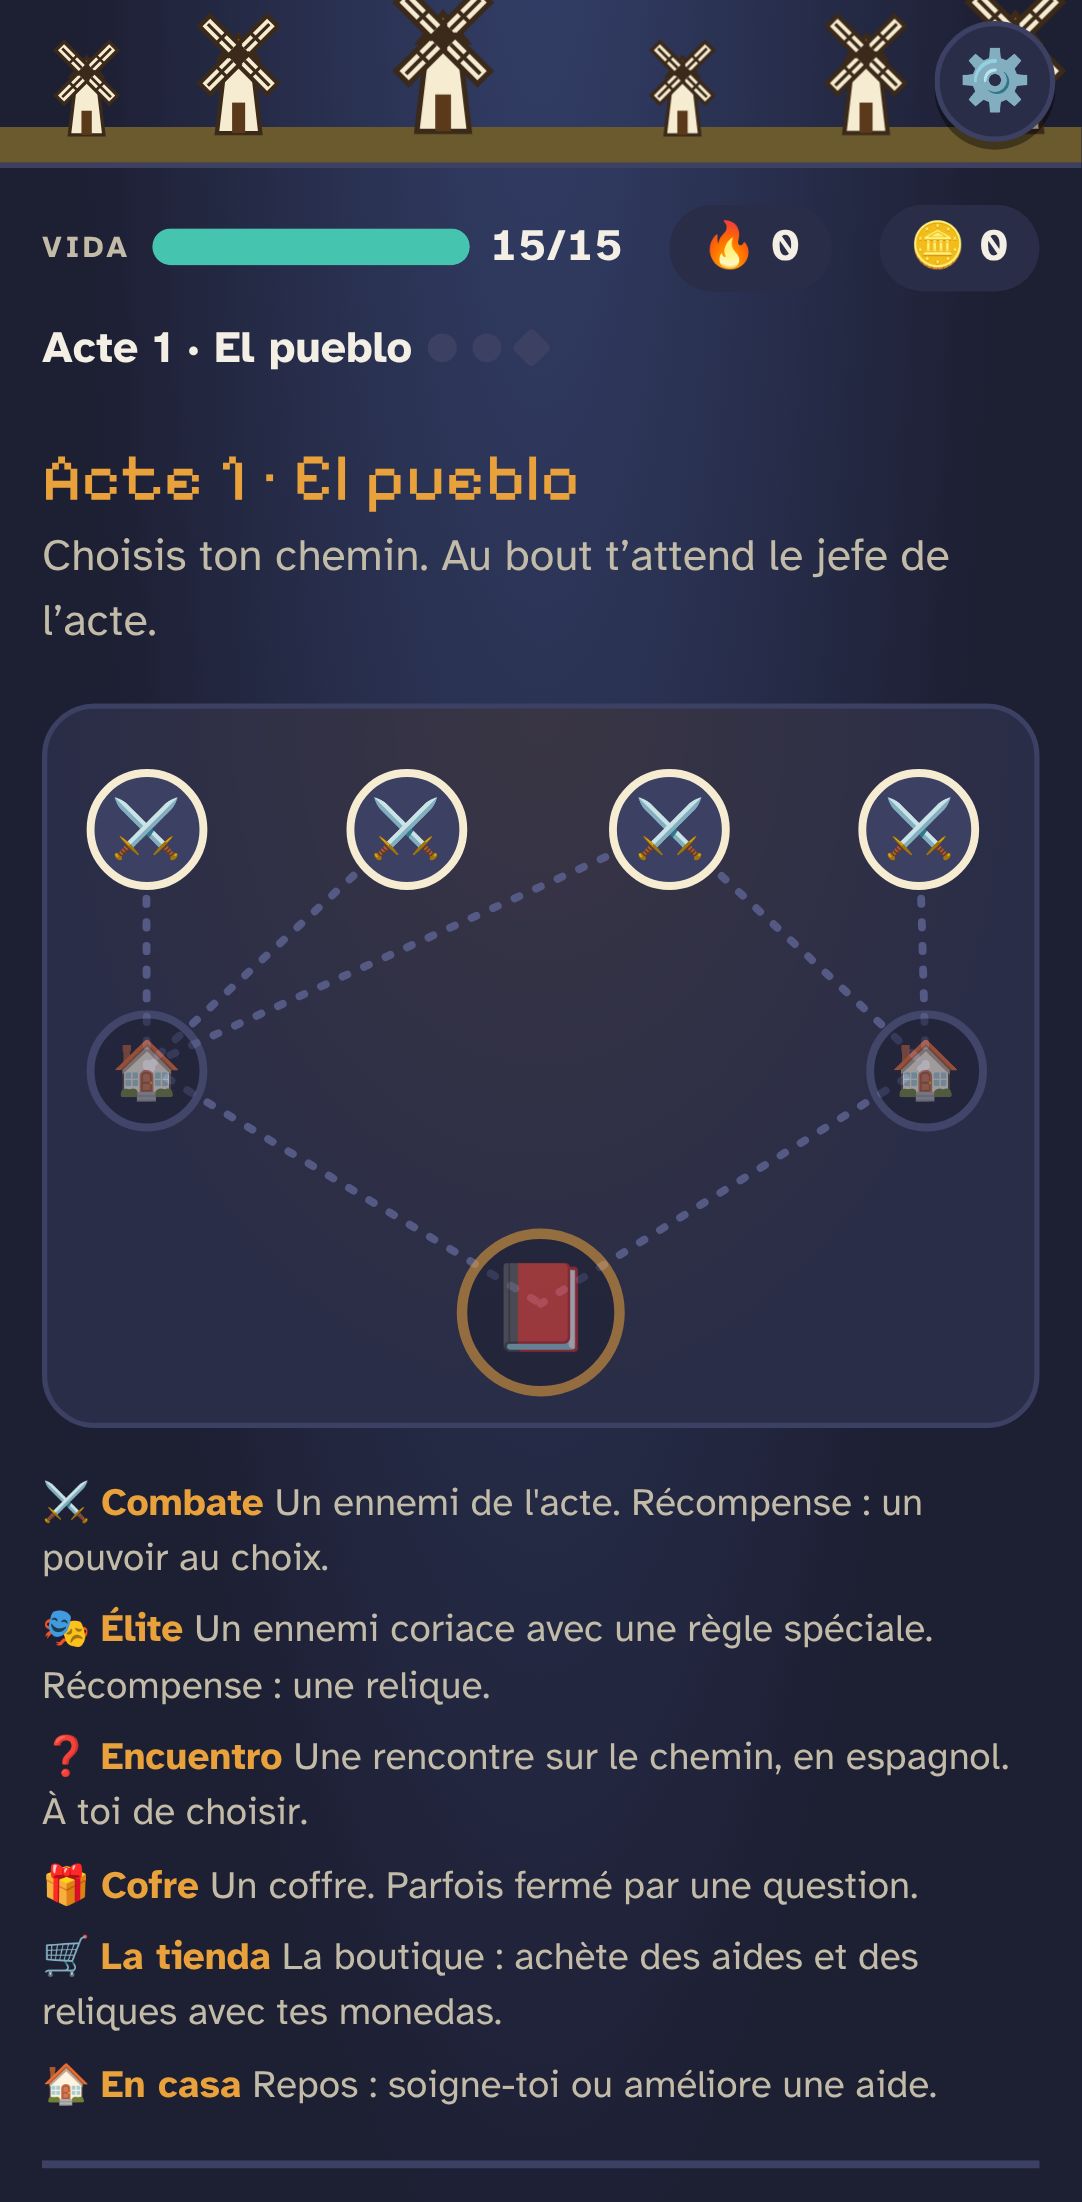 VIDA 15/15 0 0
Acte 1 · El pueblo
Acte 1 · El pueblo
Choisis ton chemin. Au bout t’attend le jefe de
l’acte.
Combate Un ennemi de l'acte. Récompense : un
pouvoir au choix.
Élite Un ennemi coriace avec une règle spéciale.
Récompense : une relique.
Encuentro Une rencontre sur le chemin, en espagnol.
À toi de choisir.
Cofre Un coffre. Parfois fermé par une question.
La tienda La boutique : achète des aides et des
reliques avec tes monedas.
En casa Repos : soigne-toi ou améliore une aide.